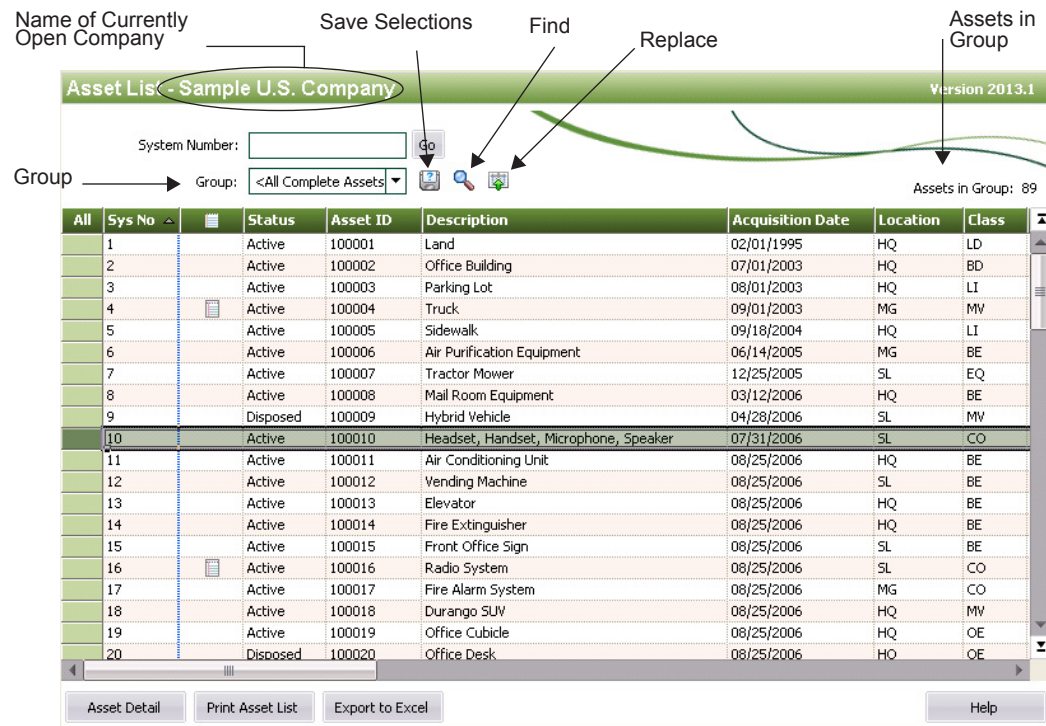 Name of Currently
Open Company
Save Selections
Find
Replace
Assets in
Group
Asset List - Sample U.S. Company
Version 2013.1
System Number:
Go
Group
Group: <All Complete Assets
Assets in Group: 89
All Sys No Status Asset ID Description Acquisition Date Location Class
1 Active 100001 Land 02/01/1995 HQ LD
2 Active 100002 Office Building 07/01/2003 HQ BD
3 Active 100003 Parking Lot 08/01/2003 HQ LI
4 Active 100004 Truck 09/01/2003 MG MV
5 Active 100005 Sidewalk 09/18/2004 HQ LI
6 Active 100006 Air Purification Equipment 06/14/2005 MG BE
7 Active 100007 Tractor Mower 12/25/2005 SL EQ
8 Active 100008 Mail Room Equipment 03/12/2006 HQ BE
9 Disposed 100009 Hybrid Vehicle 04/28/2006 SL MV
10 Active 100010 Headset, Handset, Microphone, Speaker 07/31/2006 SL CO
11 Active 100011 Air Conditioning Unit 08/25/2006 HQ BE
12 Active 100012 Vending Machine 08/25/2006 SL BE
13 Active 100013 Elevator 08/25/2006 HQ BE
14 Active 100014 Fire Extinguisher 08/25/2006 HQ BE
15 Active 100015 Front Office Sign 08/25/2006 SL BE
16 Active 100016 Radio System 08/25/2006 SL CO
17 Active 100017 Fire Alarm System 08/25/2006 MG CO
18 Active 100018 Durango SUV 08/25/2006 HQ MV
19 Active 100019 Office Cubicle 08/25/2006 HQ OE
20 Disposed 100020 Office Desk 08/25/2006 HQ OE
Asset Detail
Print Asset List
Export to Excel
Help